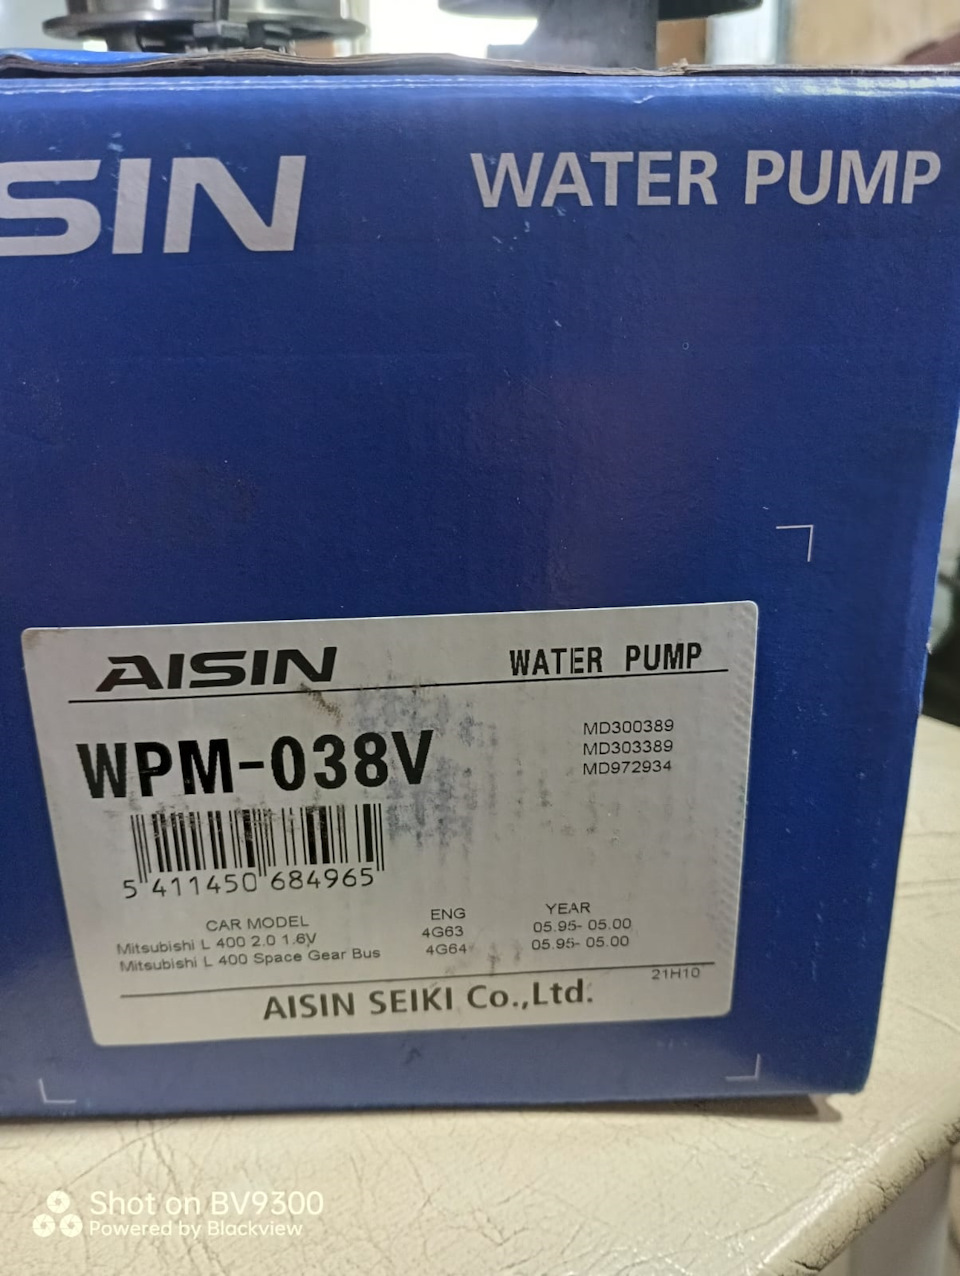 SIN
WATER PUMP
AISIN WATER PUMP
WPM-038V
MD300389
MD303389
MD972934
5 411450 684965
CAR MODEL ENG YEAR
Mitsubishi L 400 2.0 1.6V 4G63 05.95- 05.00
Mitsubishi L 400 Space Gear Bus 4G64 05.95- 05.00
21H10
AISIN SEIKI Co.,Ltd.
Shot on BV9300
Powered by Blackview